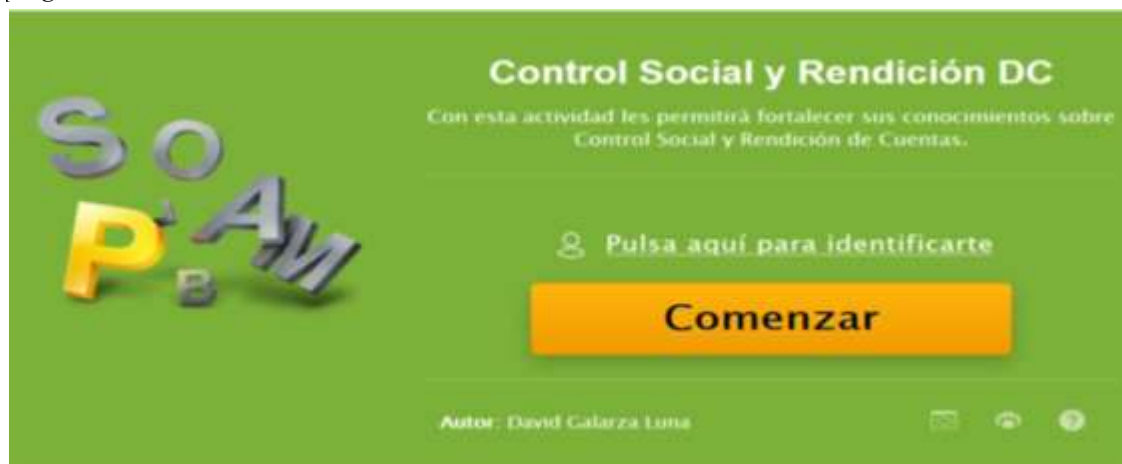 Control Social y Rendición DC
Con esta actividad les permitirá fortalecer sus conocimientos sobre
Control Social y Rendición de Cuentas.
S O
A M
P
B
Pulsa aquí para identificarte
Comenzar
Autor: David Galarza Luna